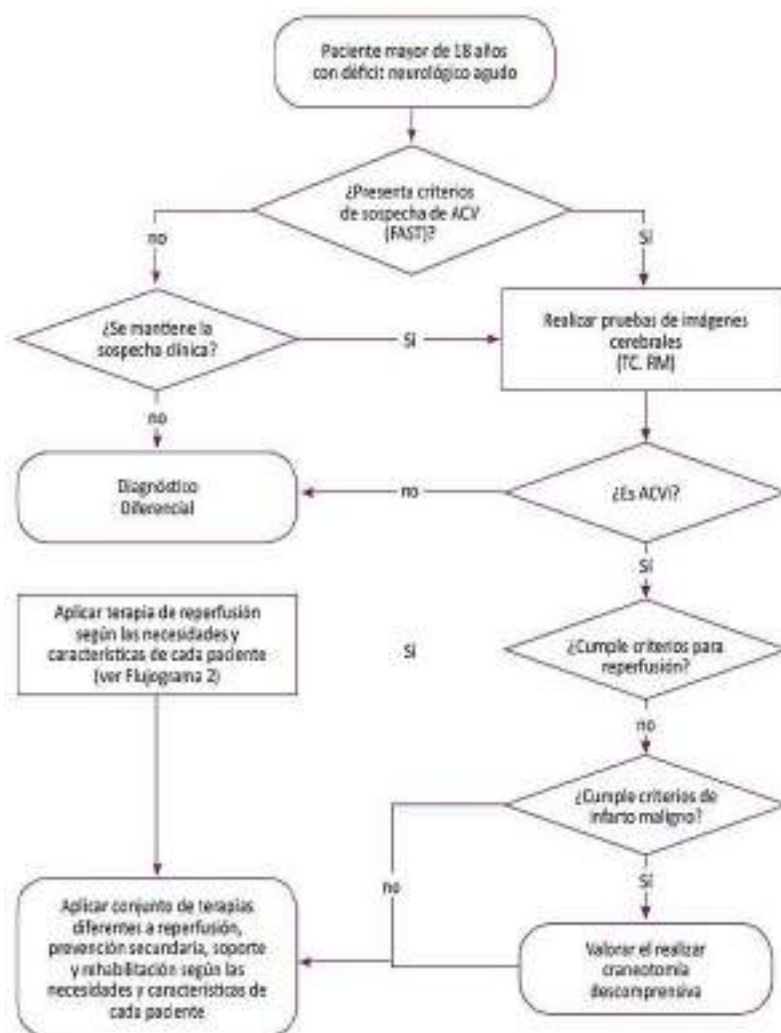 Paciente mayor de 18 años
con déficit neurológico agudo
¿Presenta criterios
de sospecha de ACV
(FAST)?
no
Sí
¿Se mantiene la
sospecha clínica?
Sí
Realizar pruebas de imágenes
cerebrales
(TC. RM)
no
Diagnóstico
Diferencial
no
¿Es ACVi?
Sí
Aplicar terapia de reperfusión
según las necesidades y
características de cada paciente
(ver Flujograma 2)
Sí
¿Cumple criterios para
reperfusión?
no
¿Cumple criterios de
infarto maligno?
no
Sí
Aplicar conjunto de terapias
diferentes a reperfusión,
prevención secundaria, soporte
y rehabilitación según las
necesidades y características de
cada paciente
Valorar el realizar
craneotomía
descomprensiva